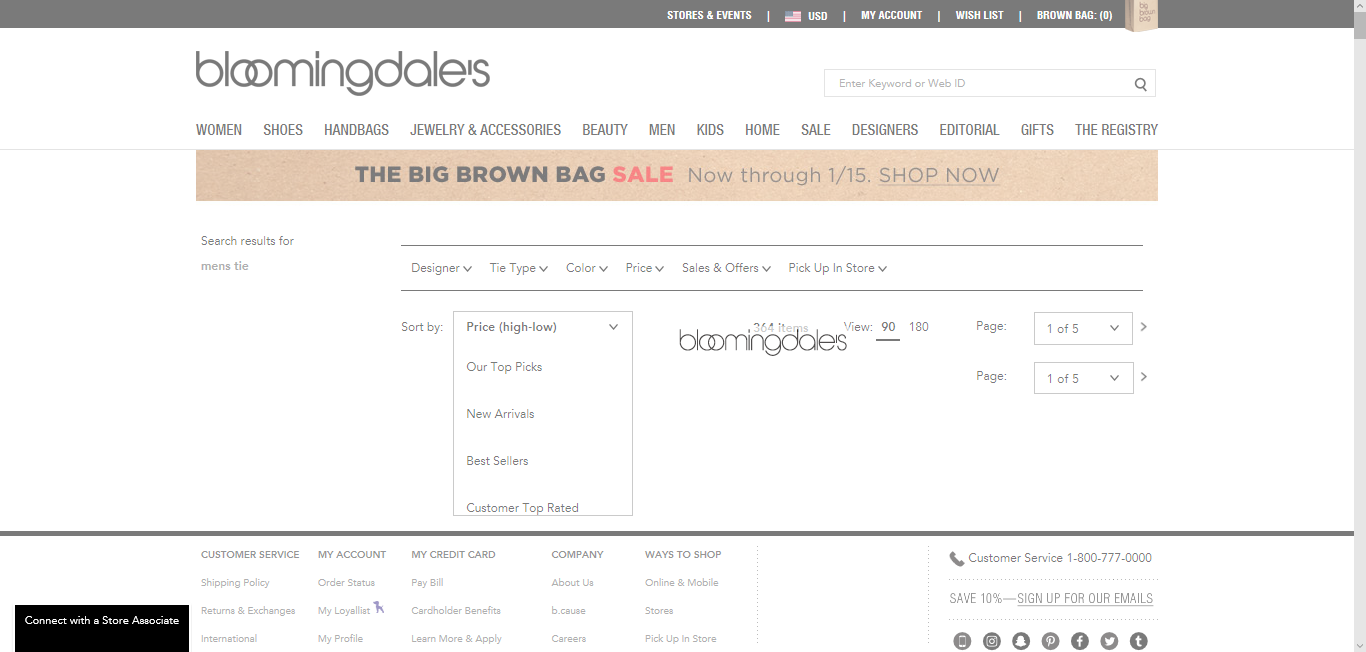 STORES & EVENTS | USD | MY ACCOUNT | WISH LIST | BROWN BAG: (0)
big brown bag
bloomingdale's
Enter Keyword or Web ID
WOMEN SHOES HANDBAGS JEWELRY & ACCESSORIES BEAUTY MEN KIDS HOME SALE DESIGNERS EDITORIAL GIFTS THE REGISTRY
THE BIG BROWN BAG SALE Now through 1/15. SHOP NOW
Search results for
mens tie
Designer Tie Type Color Price Sales & Offers Pick Up In Store
Sort by: Price (high-low) 364 items View: 90 180 Page: 1 of 5
bloomingdale's
Our Top Picks
Page: 1 of 5
New Arrivals
Best Sellers
Customer Top Rated
CUSTOMER SERVICE MY ACCOUNT MY CREDIT CARD COMPANY WAYS TO SHOP
Shipping Policy Order Status Pay Bill About Us Online & Mobile
Returns & Exchanges My Loyallist Cardholder Benefits b.cause Stores
International My Profile Learn More & Apply Careers Pick Up In Store
Customer Service 1-800-777-0000
SAVE 10%—SIGN UP FOR OUR EMAILS
Connect with a Store Associate